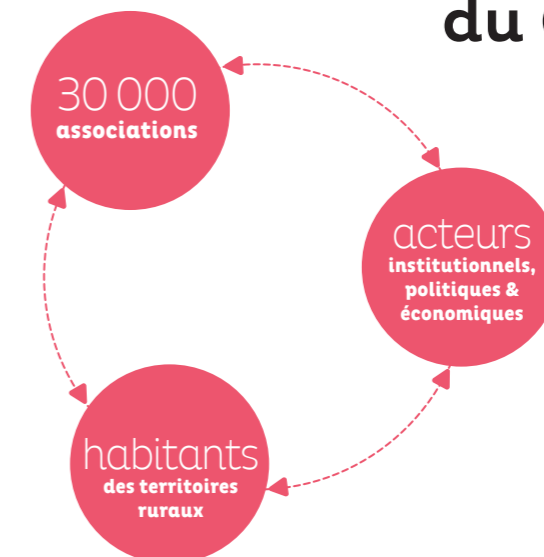 du
30 000
associations
acteurs
institutionnels,
politiques &
économiques
habitants
des territoires
ruraux